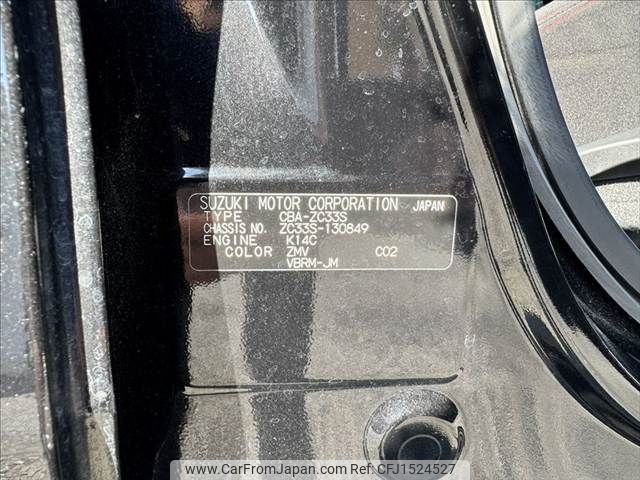 SUZUKI MOTOR CORPORATION JAPAN
TYPE CBA-ZC33S
CHASSIS NO. ZC33S-130849
ENGINE K14C
COLOR ZMV C02
VBRM-JM
www.CarFromJapan.com | CarFromJapan | CFJ1524527